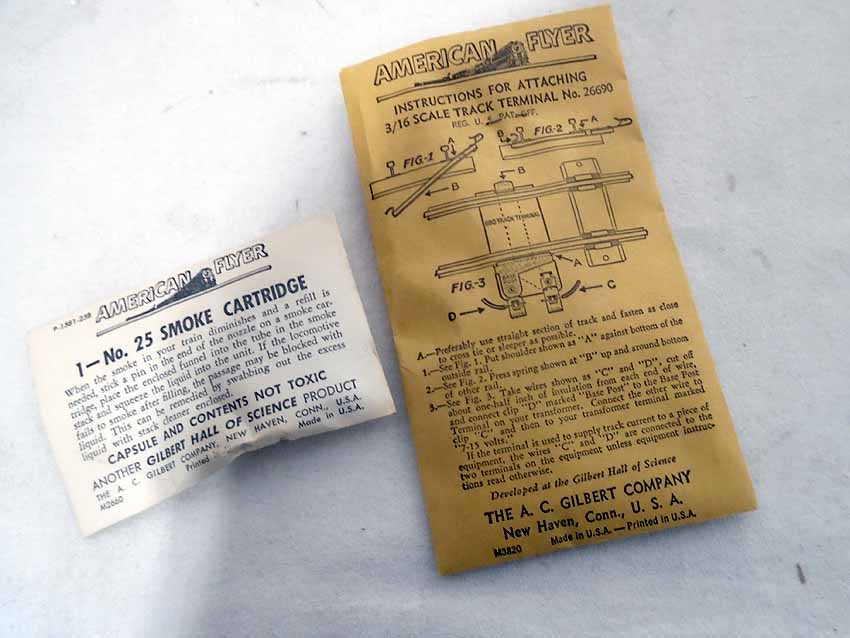 AMERICAN FLYER
P-1581-25B
1—No. 25 SMOKE CARTRIDGE
When the smoke in your train diminishes and a refill is
needed, stick a pin in the end of the nozzle on a smoke car-
tridge, place the enclosed funnel into the tube in the smoke
stack and squeeze the liquid into the unit. If the locomotive
fails to smoke after filling, the passage may be blocked with
liquid. This can be remedied by swabbing out the excess
liquid with stack cleaner enclosed.
CAPSULE AND CONTENTS NOT TOXIC
ANOTHER GILBERT HALL OF SCIENCE PRODUCT
THE A. C. GILBERT COMPANY, NEW HAVEN, CONN., U.S.A.
M2660 Printed Made in U.S.A.
AMERICAN FLYER
INSTRUCTIONS FOR ATTACHING
3/16 SCALE TRACK TERMINAL No. 26690
REG. U. S. PAT. OFF.
FIG-1 A B
FIG-2 B A
B
690 TRACK TERMINAL
A
FIG-3
D C
A.—Preferably use straight section of track and fasten as close
to cross tie or sleeper as possible.
1.—See Fig. 1. Put shoulder shown as "A" against bottom of the
outside rail.
2.—See Fig. 2. Press spring shown at "B" up and around bottom
of other rail.
3.—See Fig. 3. Take wires shown as "C" and "D", cut off
about one-half inch of insulation from each end of wire,
and connect clip "D" marked "Base Post" to the Base Post
Terminal on your transformer. Connect the other wire to
clip "C" and then to your transformer terminal marked
"7-15 volts."
If the terminal is used to supply track current to a piece of
equipment, the wires "C" and "D" are connected to the
two terminals on the equipment unless equipment instruc-
tions read otherwise.
Developed at the Gilbert Hall of Science
THE A. C. GILBERT COMPANY
New Haven, Conn., U. S. A.
M3820 Made in U.S.A. — Printed in U.S.A.